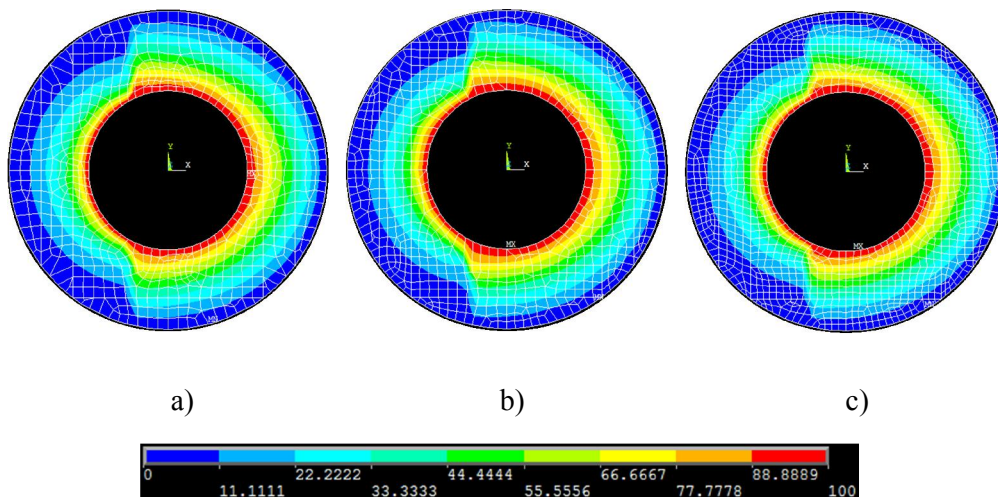 Y
X
MX
MN
Y
X
MX
MN
Y
X
MX
MN
a) b) c)
0 22.2222 44.4444 66.6667 88.8889
11.1111 33.3333 55.5556 77.7778 100